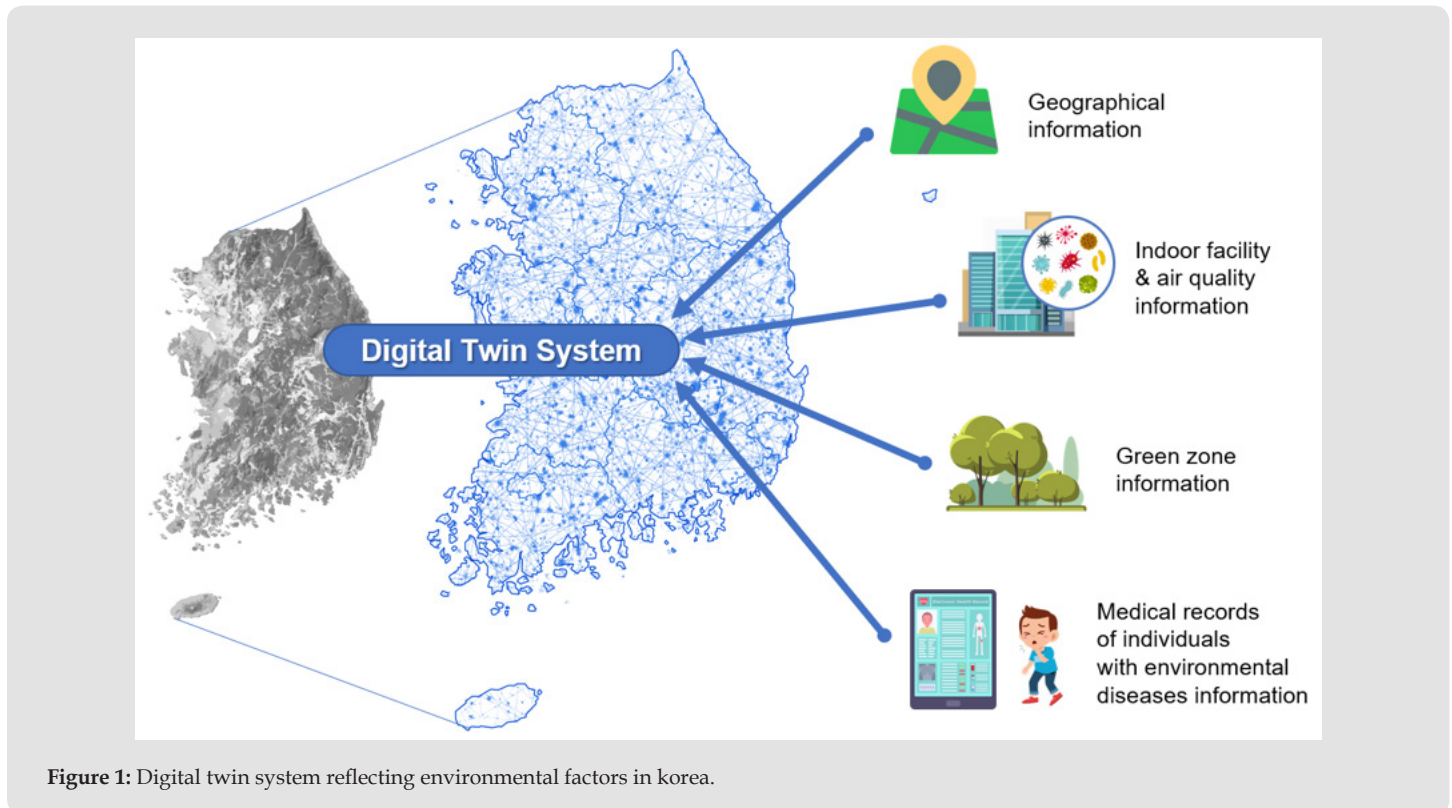 Geographical
information
Indoor facility
& air quality
information
Digital Twin System
Green zone
information
Medical records
of individuals
with environmental
diseases information
Figure 1: Digital twin system reflecting environmental factors in korea.